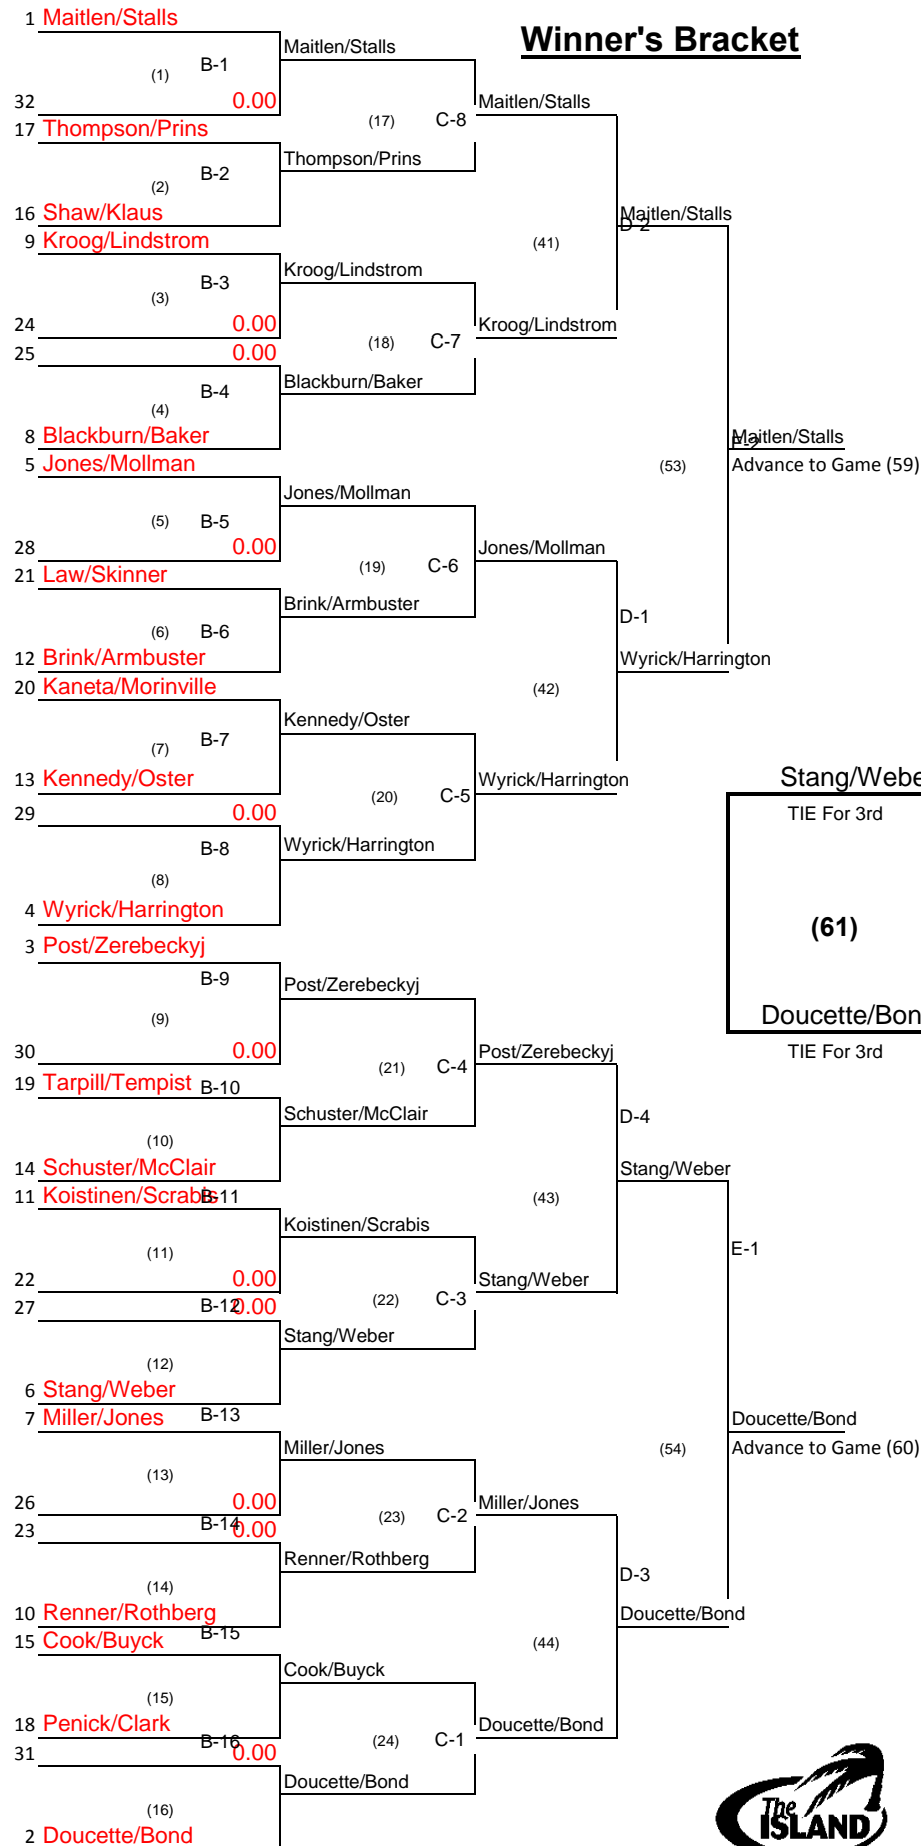 Winner's Bracket
1 Maitlen/Stalls
Maitlen/Stalls
B-1
(1)
32 0.00
Maitlen/Stalls
(17) C-8
17 Thompson/Prins
Thompson/Prins
B-2
(2)
16 Shaw/Klaus
Maitlen/Stalls
D-2
9 Kroog/Lindstrom
(41)
Kroog/Lindstrom
B-3
(3)
24 0.00
Kroog/Lindstrom
(18) C-7
25 0.00
Blackburn/Baker
B-4
(4)
8 Blackburn/Baker
Maitlen/Stalls
E-2
5 Jones/Mollman
(53) Advance to Game (59)
Jones/Mollman
(5) B-5
28 0.00
Jones/Mollman
(19) C-6
21 Law/Skinner
Brink/Armbuster
D-1
(6) B-6
12 Brink/Armbuster
Wyrick/Harrington
20 Kaneta/Morinville
(42)
Kennedy/Oster
B-7
(7)
13 Kennedy/Oster
Wyrick/Harrington
Stang/Webe
(20) C-5
29 0.00
TIE For 3rd
Wyrick/Harrington
B-8
(8)
4 Wyrick/Harrington
(61)
3 Post/Zerebeckyj
B-9
Post/Zerebeckyj
(9)
Doucette/Bon
30 0.00
Post/Zerebeckyj
TIE For 3rd
(21) C-4
19 Tarpill/Tempist B-10
Schuster/McClair
D-4
(10)
14 Schuster/McClair
Stang/Weber
11 Koistinen/Scrabis
B-11
(43)
Koistinen/Scrabis
E-1
(11)
22 0.00
Stang/Weber
(22) C-3
27 B-12 0.00
Stang/Weber
(12)
6 Stang/Weber
7 Miller/Jones B-13
Doucette/Bond
Miller/Jones
(54) Advance to Game (60)
(13)
26 0.00
Miller/Jones
(23) C-2
23 B-14 0.00
Renner/Rothberg
D-3
(14)
10 Renner/Rothberg
Doucette/Bond
B-15
15 Cook/Buyck
(44)
Cook/Buyck
(15)
18 Penick/Clark
Doucette/Bond
(24) C-1
B-16
31 0.00
Doucette/Bond
(16)
2 Doucette/Bond
The
ISLAND